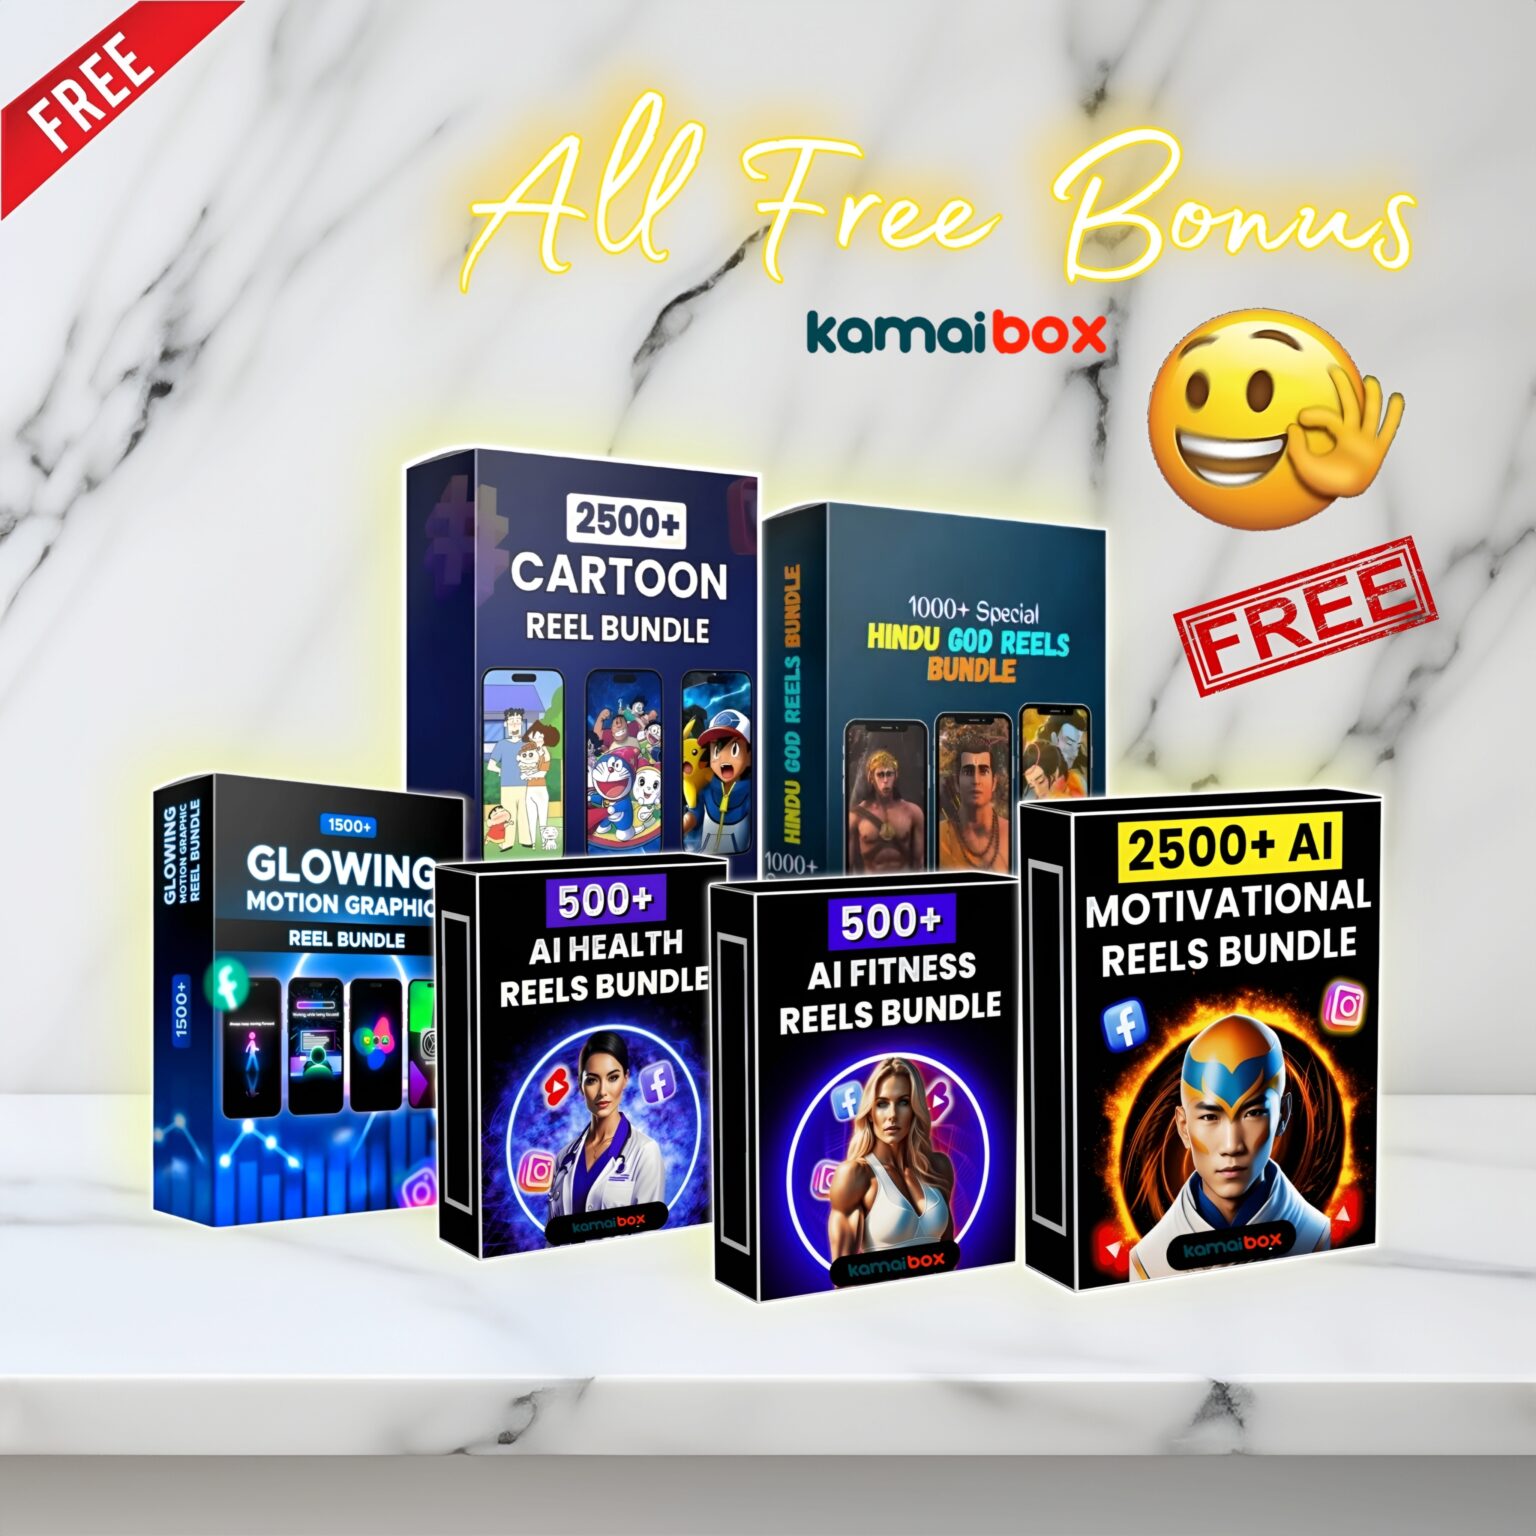 FREE
All Free Bonus
kamaibox
FREE
2500+
CARTOON
REEL BUNDLE
1000+ Special
HINDU GOD REELS
BUNDLE
HINDU GOD REELS BUNDLE
1000+
GLOWING
MOTION GRAPHIC
REEL BUNDLE
1500+
1500+
GLOWING
MOTION GRAPHIC
REEL BUNDLE
500+
AI HEALTH
REELS BUNDLE
kamaibox
500+
AI FITNESS
REELS BUNDLE
kamaibox
2500+ AI
MOTIVATIONAL
REELS BUNDLE
kamaibox